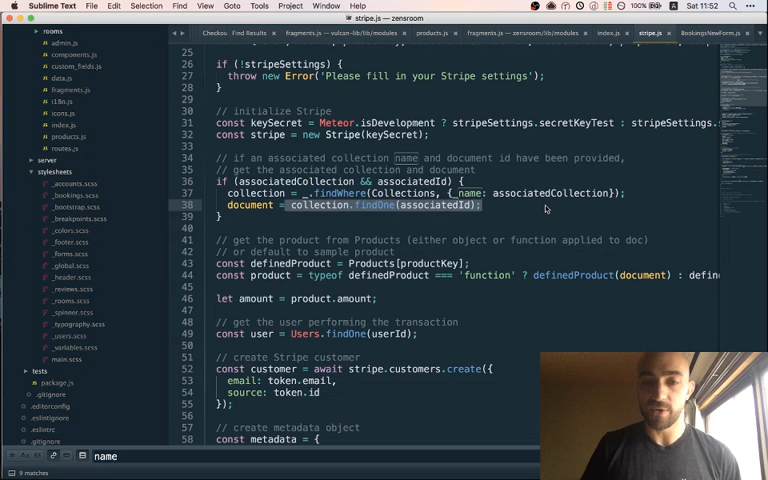 Sublime Text File Edit Selection Find View Goto Tools Project Window Help 100% Sat 11:52
stripe.js — zensroom
Checkou Find Results fragments.js — vulcan-lib/lib/modules products.js fragments.js — zensroom/lib/modules index.js stripe.js BookingsNewForm.js
rooms
admin.js
components.js
custom_fields.js
data.js
fragments.js
i18n.js
icons.js
index.js
products.js
routes.js
server
stylesheets
_accounts.scss
_bookings.scss
_bootstrap.scss
_breakpoints.scss
_colors.scss
_footer.scss
_forms.scss
_global.scss
_header.scss
_reviews.scss
_rooms.scss
_spinner.scss
_typography.scss
_users.scss
_variables.scss
main.scss
tests
package.js
.gitignore
.editorconfig
.eslintignore
.eslintrc
.gitignore
25
26 if (!stripeSettings) {
27 throw new Error('Please fill in your Stripe settings');
28 }
29
30 // initialize Stripe
31 const keySecret = Meteor.isDevelopment ? stripeSettings.secretKeyTest : stripeSettings.s
32 const stripe = new Stripe(keySecret);
33
34 // if an associated collection name and document id have been provided,
35 // get the associated collection and document
36 if (associatedCollection && associatedId) {
37 collection = _.findWhere(Collections, {_name: associatedCollection});
38 document = collection.findOne(associatedId);
39 }
40
41 // get the product from Products (either object or function applied to doc)
42 // or default to sample product
43 const definedProduct = Products[productKey];
44 const product = typeof definedProduct === 'function' ? definedProduct(document) : defin
45
46 let amount = product.amount;
47
48 // get the user performing the transaction
49 const user = Users.findOne(userId);
50
51 // create Stripe customer
52 const customer = await stripe.customers.create({
53 email: token.email,
54 source: token.id
55 });
56
57 // create metadata object
58 const metadata = {
name
9 matches